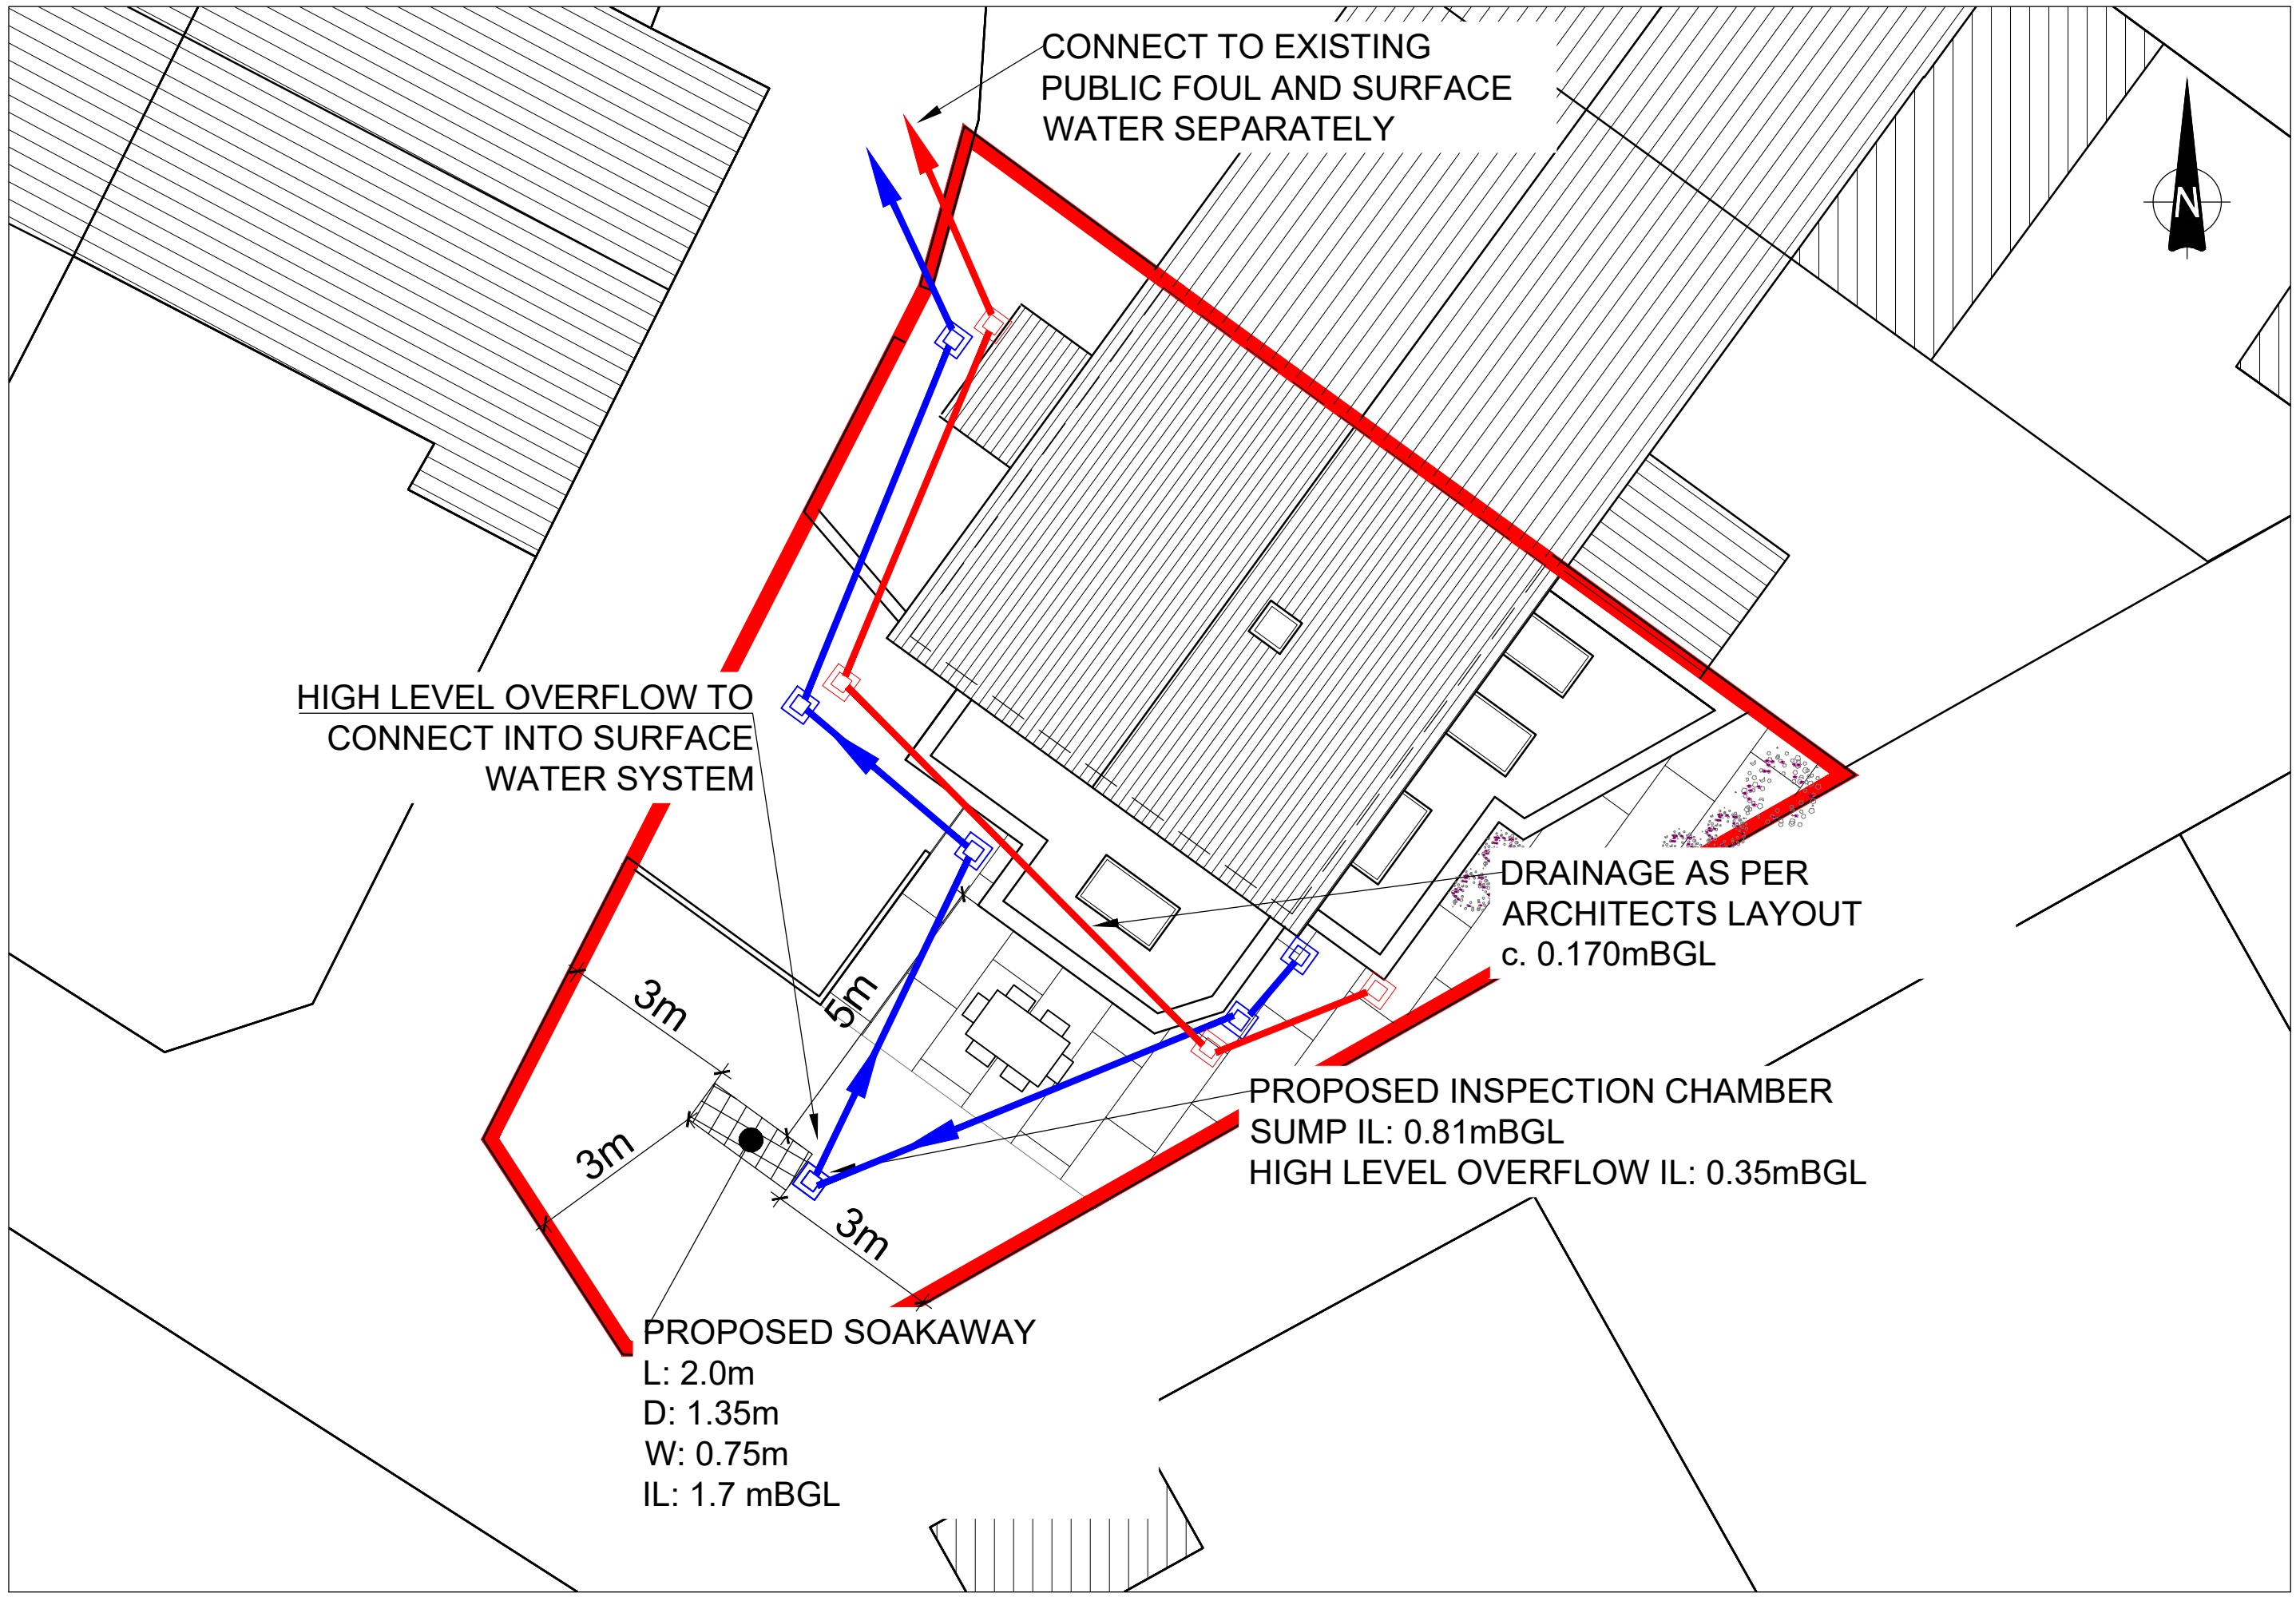 CONNECT TO EXISTING
PUBLIC FOUL AND SURFACE
WATER SEPARATELY
N
HIGH LEVEL OVERFLOW TO
CONNECT INTO SURFACE
WATER SYSTEM
DRAINAGE AS PER
ARCHITECTS LAYOUT
c. 0.170mBGL
3m
5m
3m
3m
PROPOSED INSPECTION CHAMBER
SUMP IL: 0.81mBGL
HIGH LEVEL OVERFLOW IL: 0.35mBGL
PROPOSED SOAKAWAY
L: 2.0m
D: 1.35m
W: 0.75m
IL: 1.7 mBGL